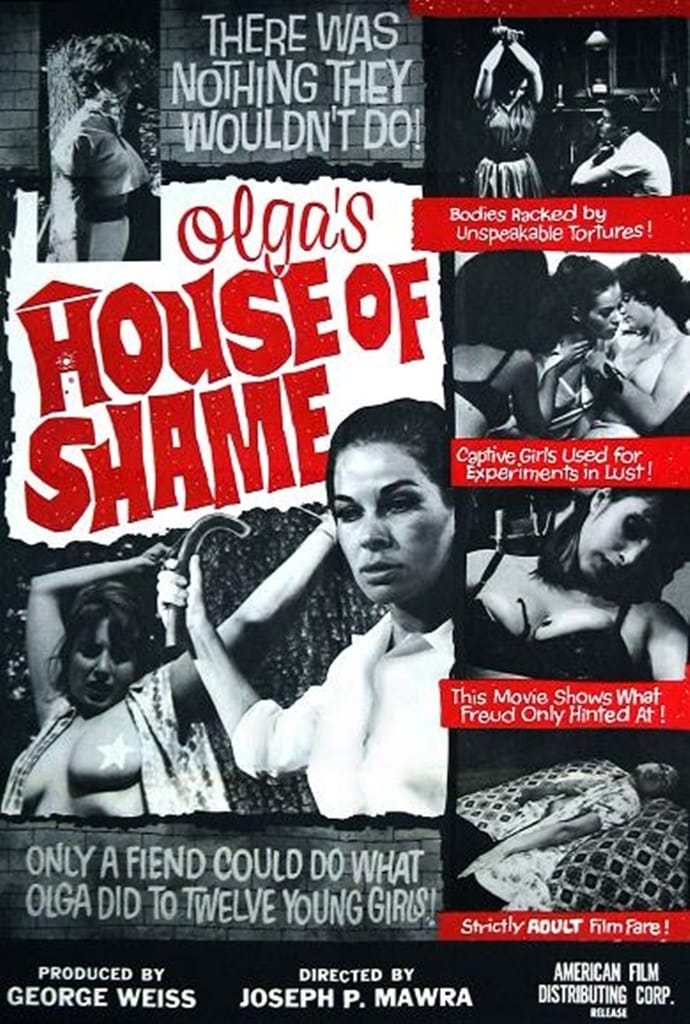 THERE WAS
NOTHING THEY
WOULDN'T DO!
Olga's
HOUSE OF
SHAME
Bodies Racked by
Unspeakable Tortures!
Captive Girls Used for
Experiments in Lust!
This Movie Shows What
Freud Only Hinted At!
Strictly ADULT Film Fare!
ONLY A FIEND COULD DO WHAT
OLGA DID TO TWELVE YOUNG GIRLS!
PRODUCED BY
GEORGE WEISS
DIRECTED BY
JOSEPH P. MAWRA
AMERICAN FILM
DISTRIBUTING CORP.
RELEASE